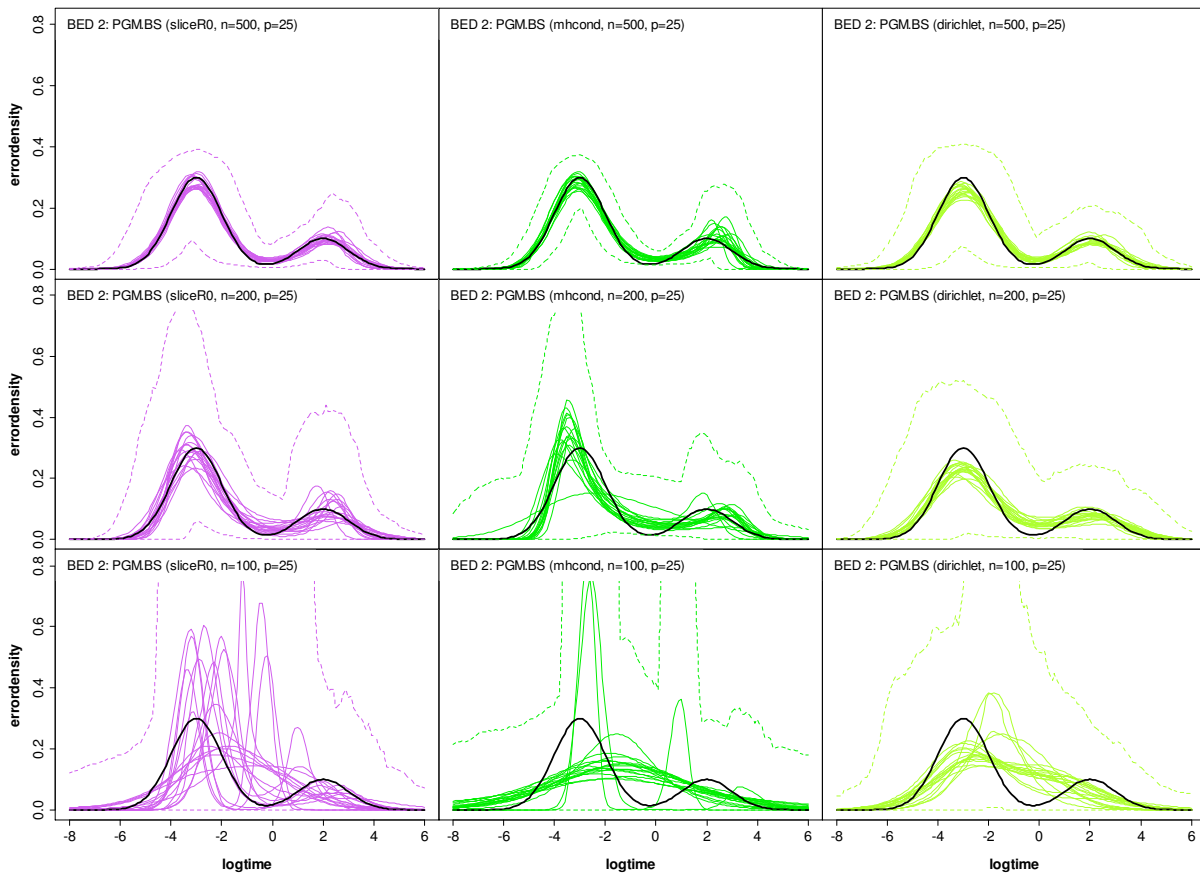 BED 2: PGM.BS (sliceR0, n=500, p=25)
BED 2: PGM.BS (mhcond, n=500, p=25)
BED 2: PGM.BS (dirichlet, n=500, p=25)
0.8
0.6
0.4
0.2
0.0
errordensity
BED 2: PGM.BS (sliceR0, n=200, p=25)
BED 2: PGM.BS (mhcond, n=200, p=25)
BED 2: PGM.BS (dirichlet, n=200, p=25)
0.8
0.6
0.4
0.2
0.0
errordensity
BED 2: PGM.BS (sliceR0, n=100, p=25)
BED 2: PGM.BS (mhcond, n=100, p=25)
BED 2: PGM.BS (dirichlet, n=100, p=25)
0.8
0.6
0.4
0.2
0.0
errordensity
-8 -6 -4 -2 0 2 4 6
-8 -6 -4 -2 0 2 4 6
-8 -6 -4 -2 0 2 4 6
logtime
logtime
logtime